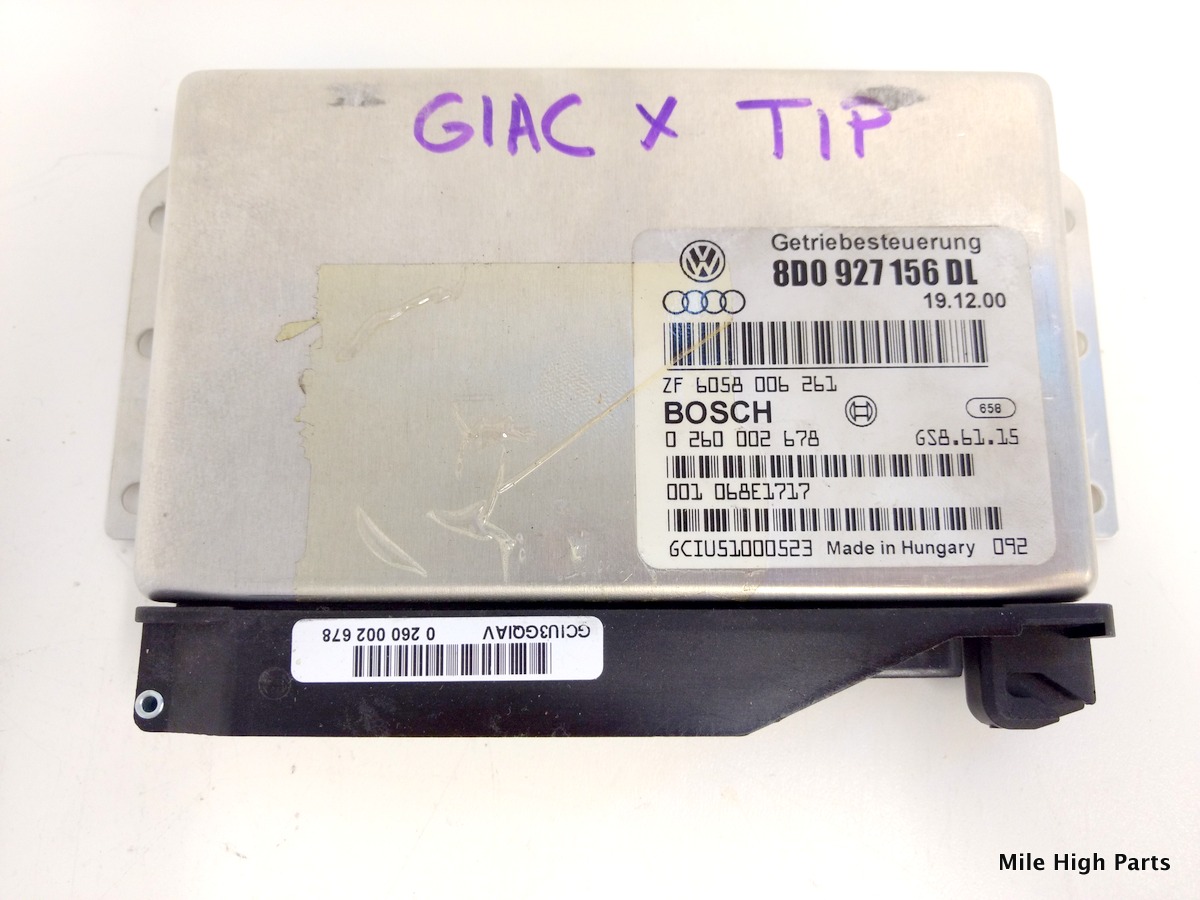 GIAC X TIP
Getriebesteuerung
8D0 927 156 DL
19.12.00
ZF 6058 006 261
BOSCH
658
0 260 002 678 GS8.61.15
001 068E1717
GCIU51000523 Made in Hungary 092
GCIU3GQIAV 0 260 002 678
Mile High Parts